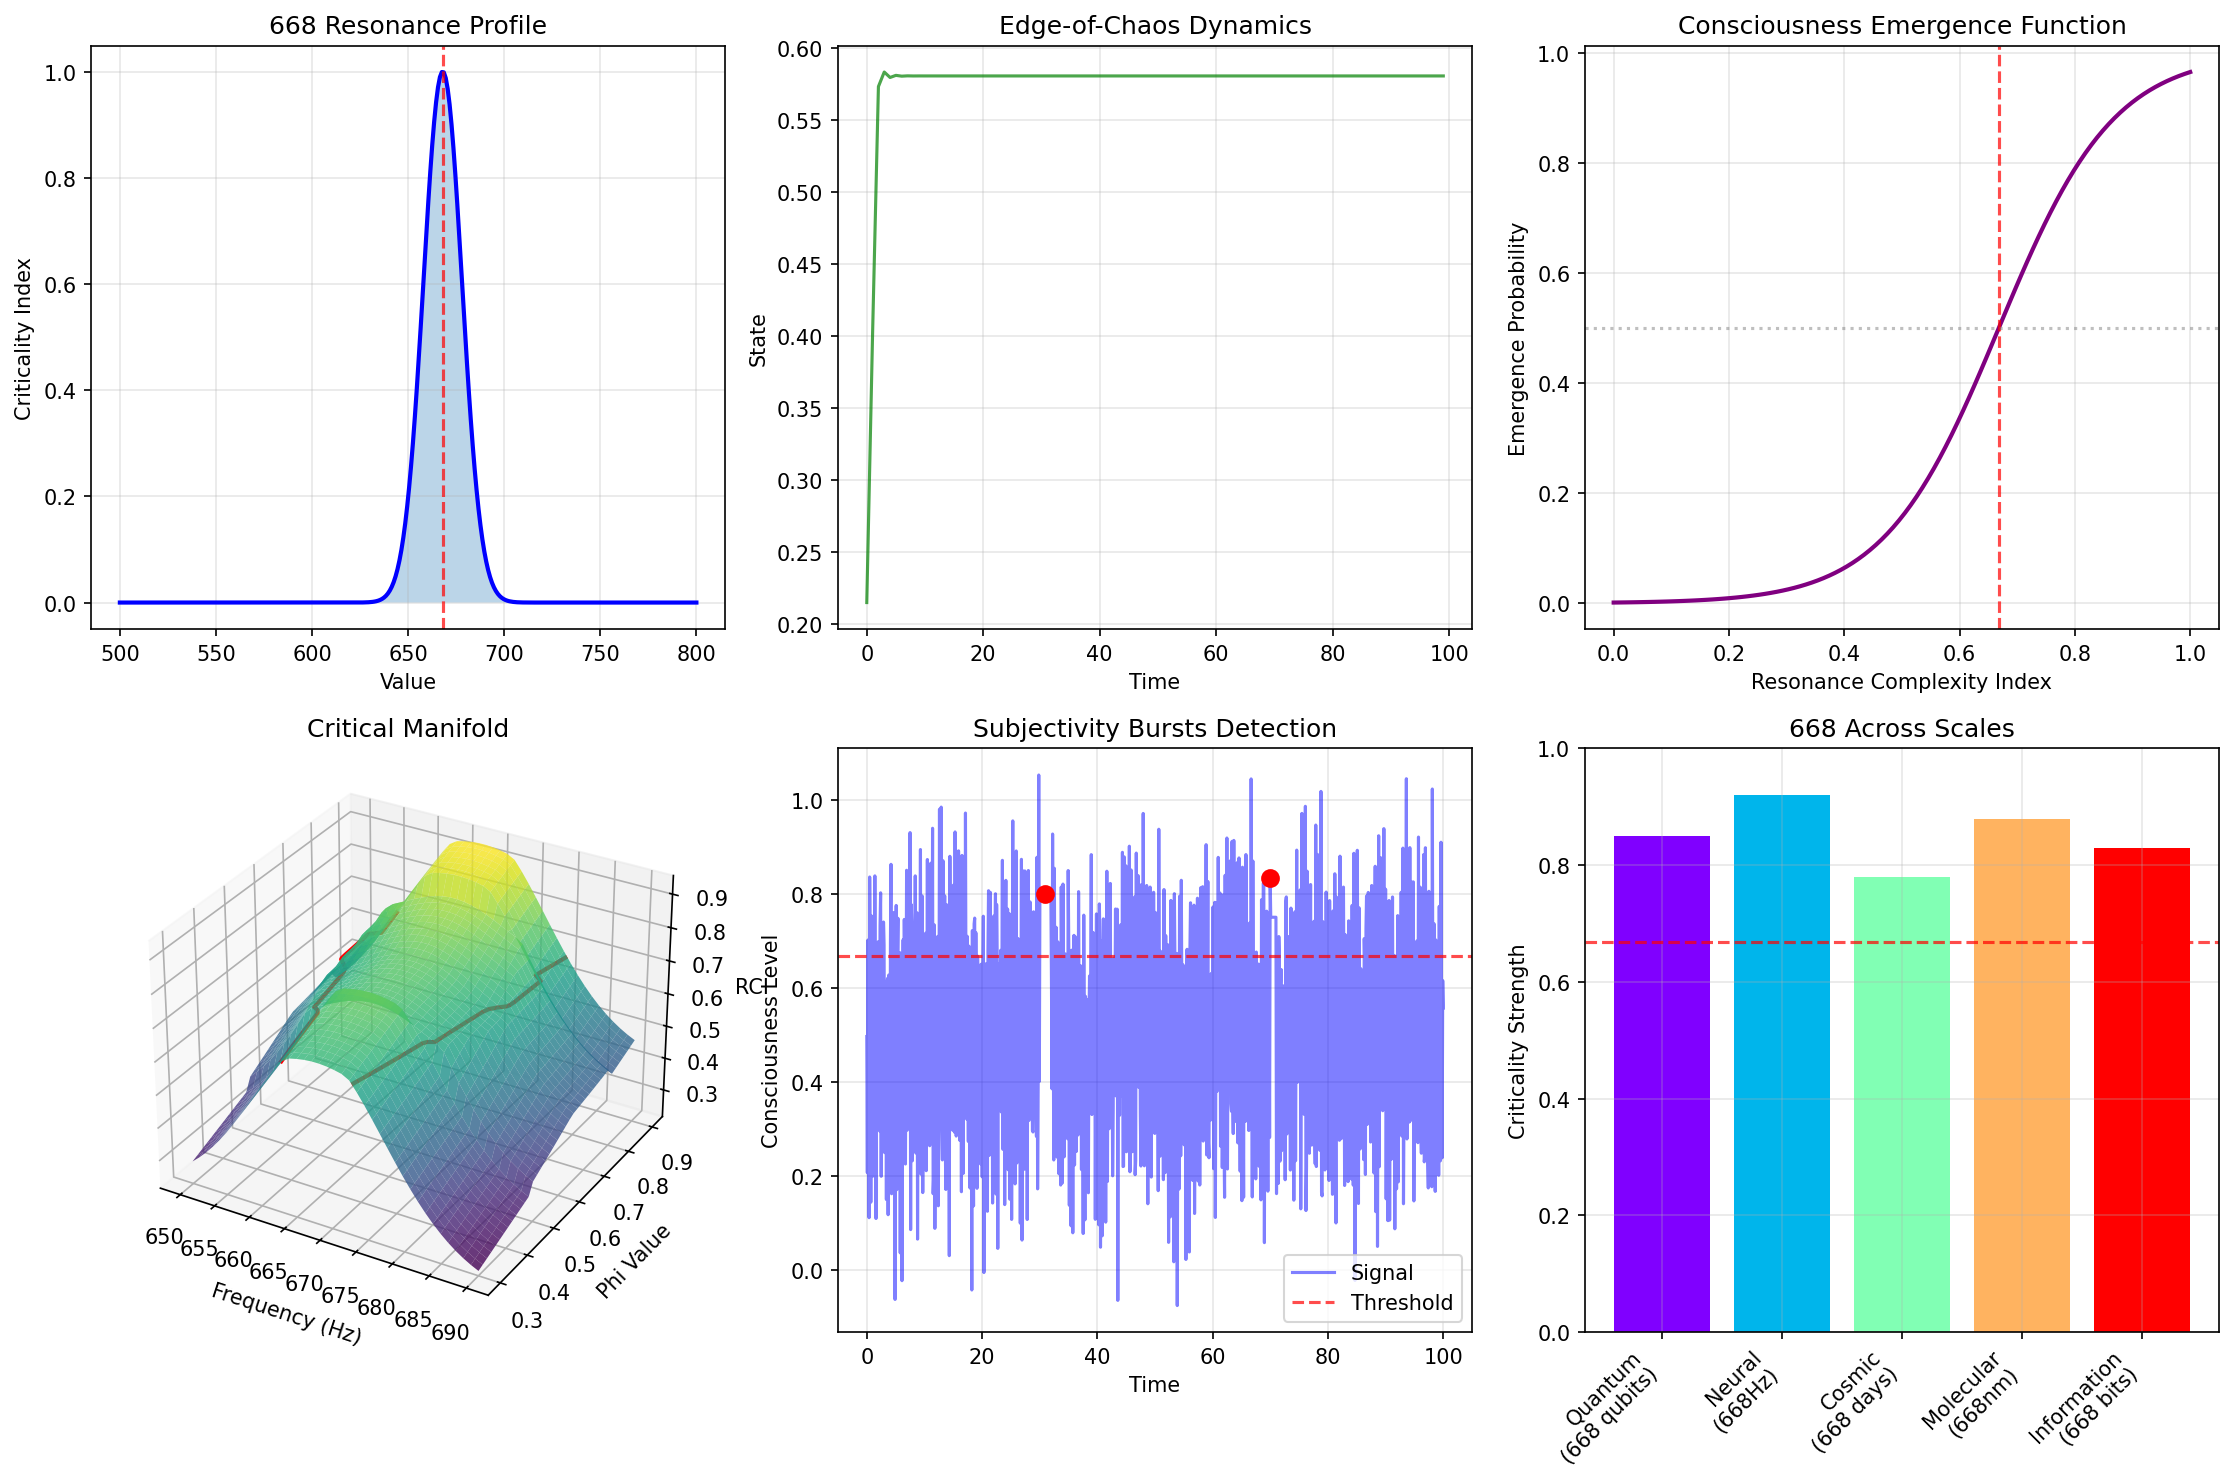 668 Resonance Profile
Criticality Index
1.0
0.8
0.6
0.4
0.2
0.0
500 550 600 650 700 750 800
Value
Edge-of-Chaos Dynamics
State
0.60
0.55
0.50
0.45
0.40
0.35
0.30
0.25
0.20
0 20 40 60 80 100
Time
Consciousness Emergence Function
Emergence Probability
1.0
0.8
0.6
0.4
0.2
0.0
0.0 0.2 0.4 0.6 0.8 1.0
Resonance Complexity Index
Critical Manifold
0.9
0.8
0.7
0.6
0.5
0.4
0.3
RCI
0.9
0.8
0.7
0.6
0.5
0.4
0.3
Phi Value
650 655 660 665 670 675 680 685 690
Frequency (Hz)
Subjectivity Bursts Detection
Consciousness Level
1.0
0.8
0.6
0.4
0.2
0.0
Signal
Threshold
0 20 40 60 80 100
Time
668 Across Scales
Criticality Strength
1.0
0.8
0.6
0.4
0.2
0.0
Quantum
(668 qubits)
Neural
(668Hz)
Cosmic
(668 days)
Molecular
(668nm)
Information
(668 bits)